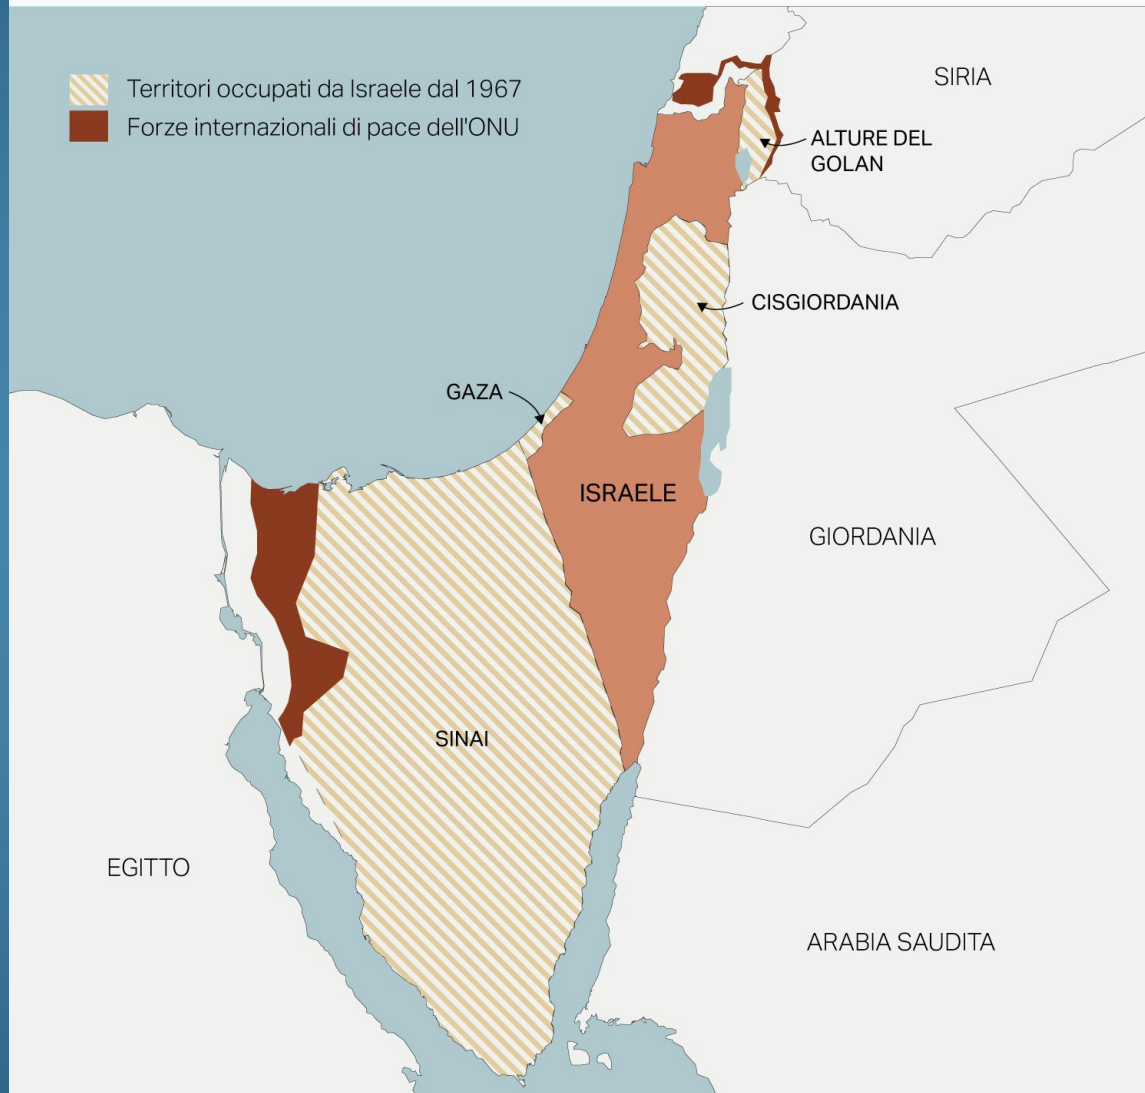 Territori occupati da Israele dal 1967
Forze internazionali di pace dell'ONU
SIRIA
ALTURE DEL
GOLAN
CISGIORDANIA
GAZA
ISRAELE
GIORDANIA
SINAI
EGITTO
ARABIA SAUDITA